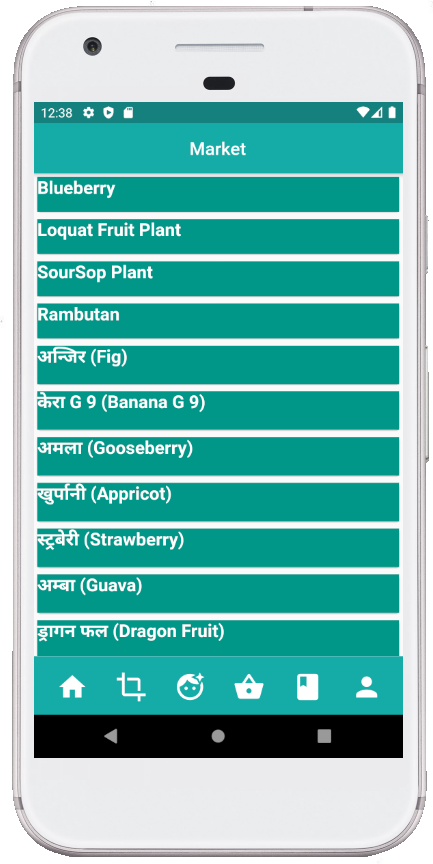 12:38
Market
Blueberry
Loquat Fruit Plant
SourSop Plant
Rambutan
अन्जिर (Fig)
केरा G 9 (Banana G 9)
अमला (Gooseberry)
खुर्पानी (Appricot)
स्ट्रबेरी (Strawberry)
अम्बा (Guava)
ड्रागन फल (Dragon Fruit)